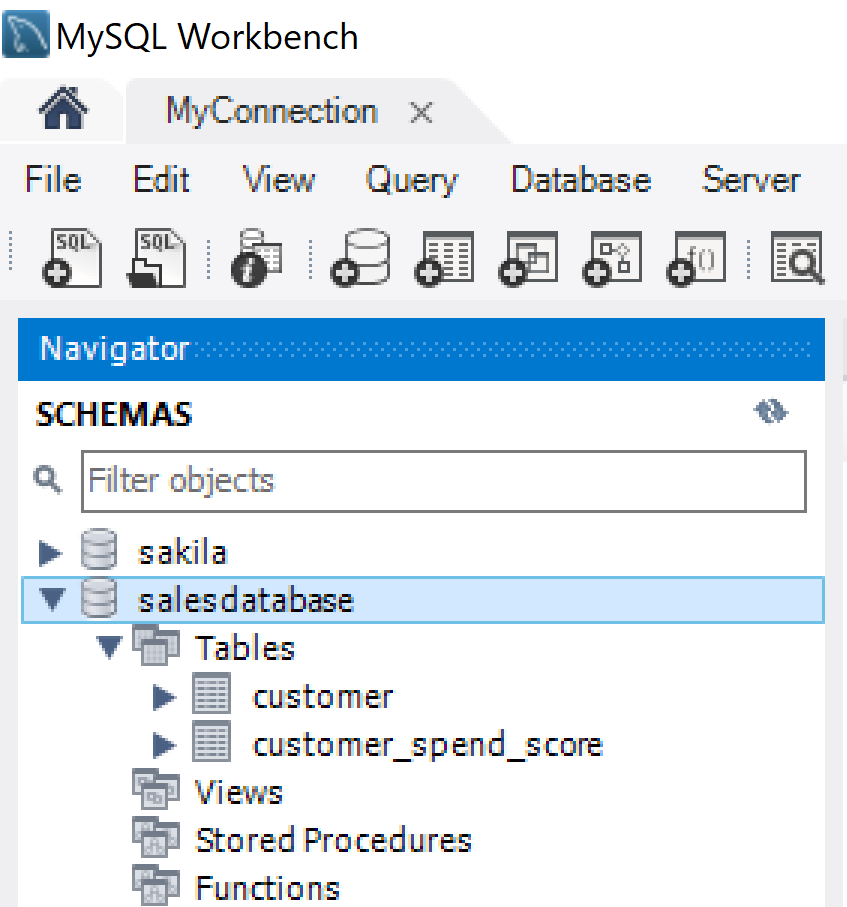 MySQL Workbench
MyConnection
File Edit View Query Database Server
SQL SQL f()
Navigator
SCHEMAS
Filter objects
sakila
salesdatabase
Tables
customer
customer_spend_score
Views
Stored Procedures
Functions